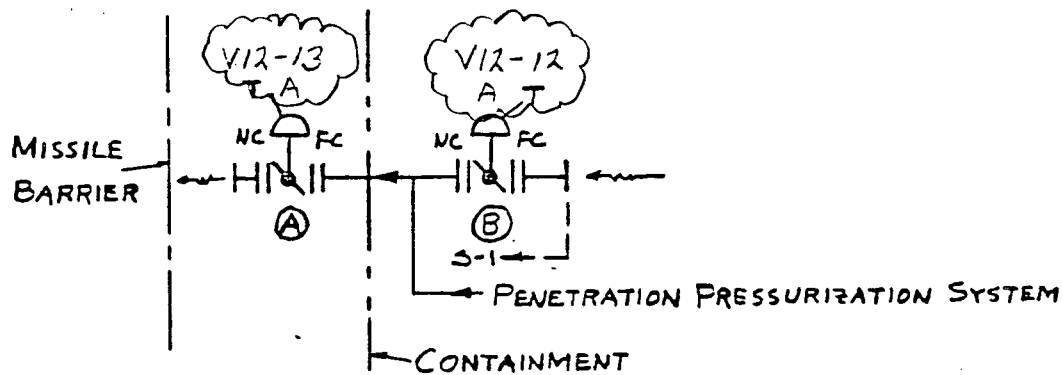 V12-13
A T
V12-12
A T
NC FC
NC FC
MISSILE
BARRIER
A
B
S-1
PENETRATION PRESSURIZATION SYSTEM
CONTAINMENT